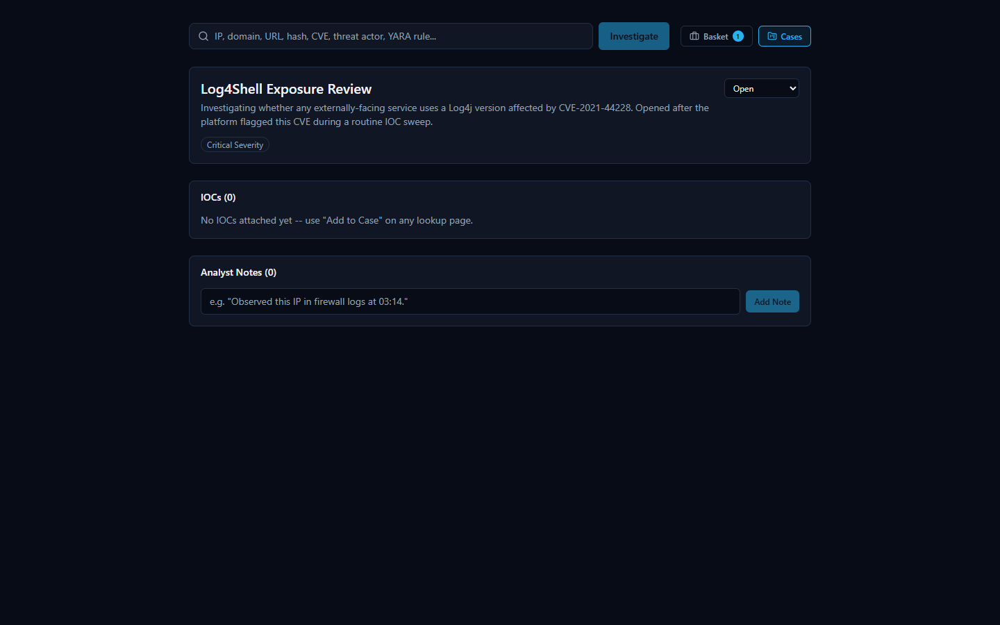 IP, domain, URL, hash, CVE, threat actor, YARA rule...
Investigate
Basket 1
Cases
Log4Shell Exposure Review
Open
Investigating whether any externally-facing service uses a Log4j version affected by CVE-2021-44228. Opened after the
platform flagged this CVE during a routine IOC sweep.
Critical Severity
IOCs (0)
No IOCs attached yet -- use "Add to Case" on any lookup page.
Analyst Notes (0)
e.g. "Observed this IP in firewall logs at 03:14."
Add Note